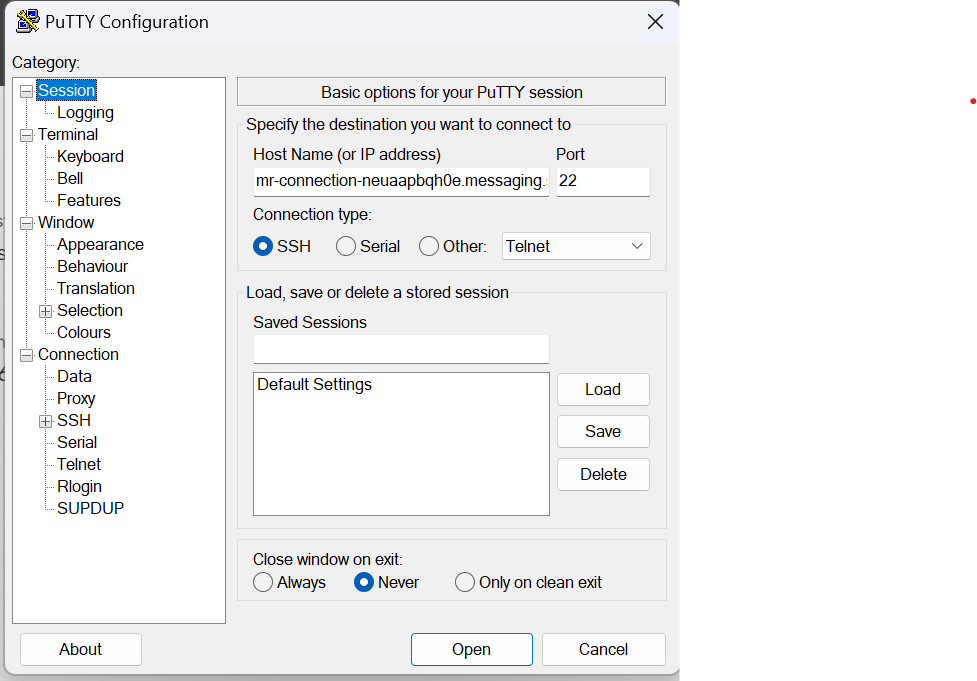 PuTTY Configuration
Category:
Session
Logging
Terminal
Keyboard
Bell
Features
Window
Appearance
Behaviour
Translation
Selection
Colours
Connection
Data
Proxy
SSH
Serial
Telnet
Rlogin
SUPDUP
Basic options for your PuTTY session
Specify the destination you want to connect to
Host Name (or IP address) Port
mr-connection-neuaapbqh0e.messaging. 22
Connection type:
SSH Serial Other: Telnet
Load, save or delete a stored session
Saved Sessions
Default Settings
Load
Save
Delete
Close window on exit:
Always Never Only on clean exit
About Open Cancel